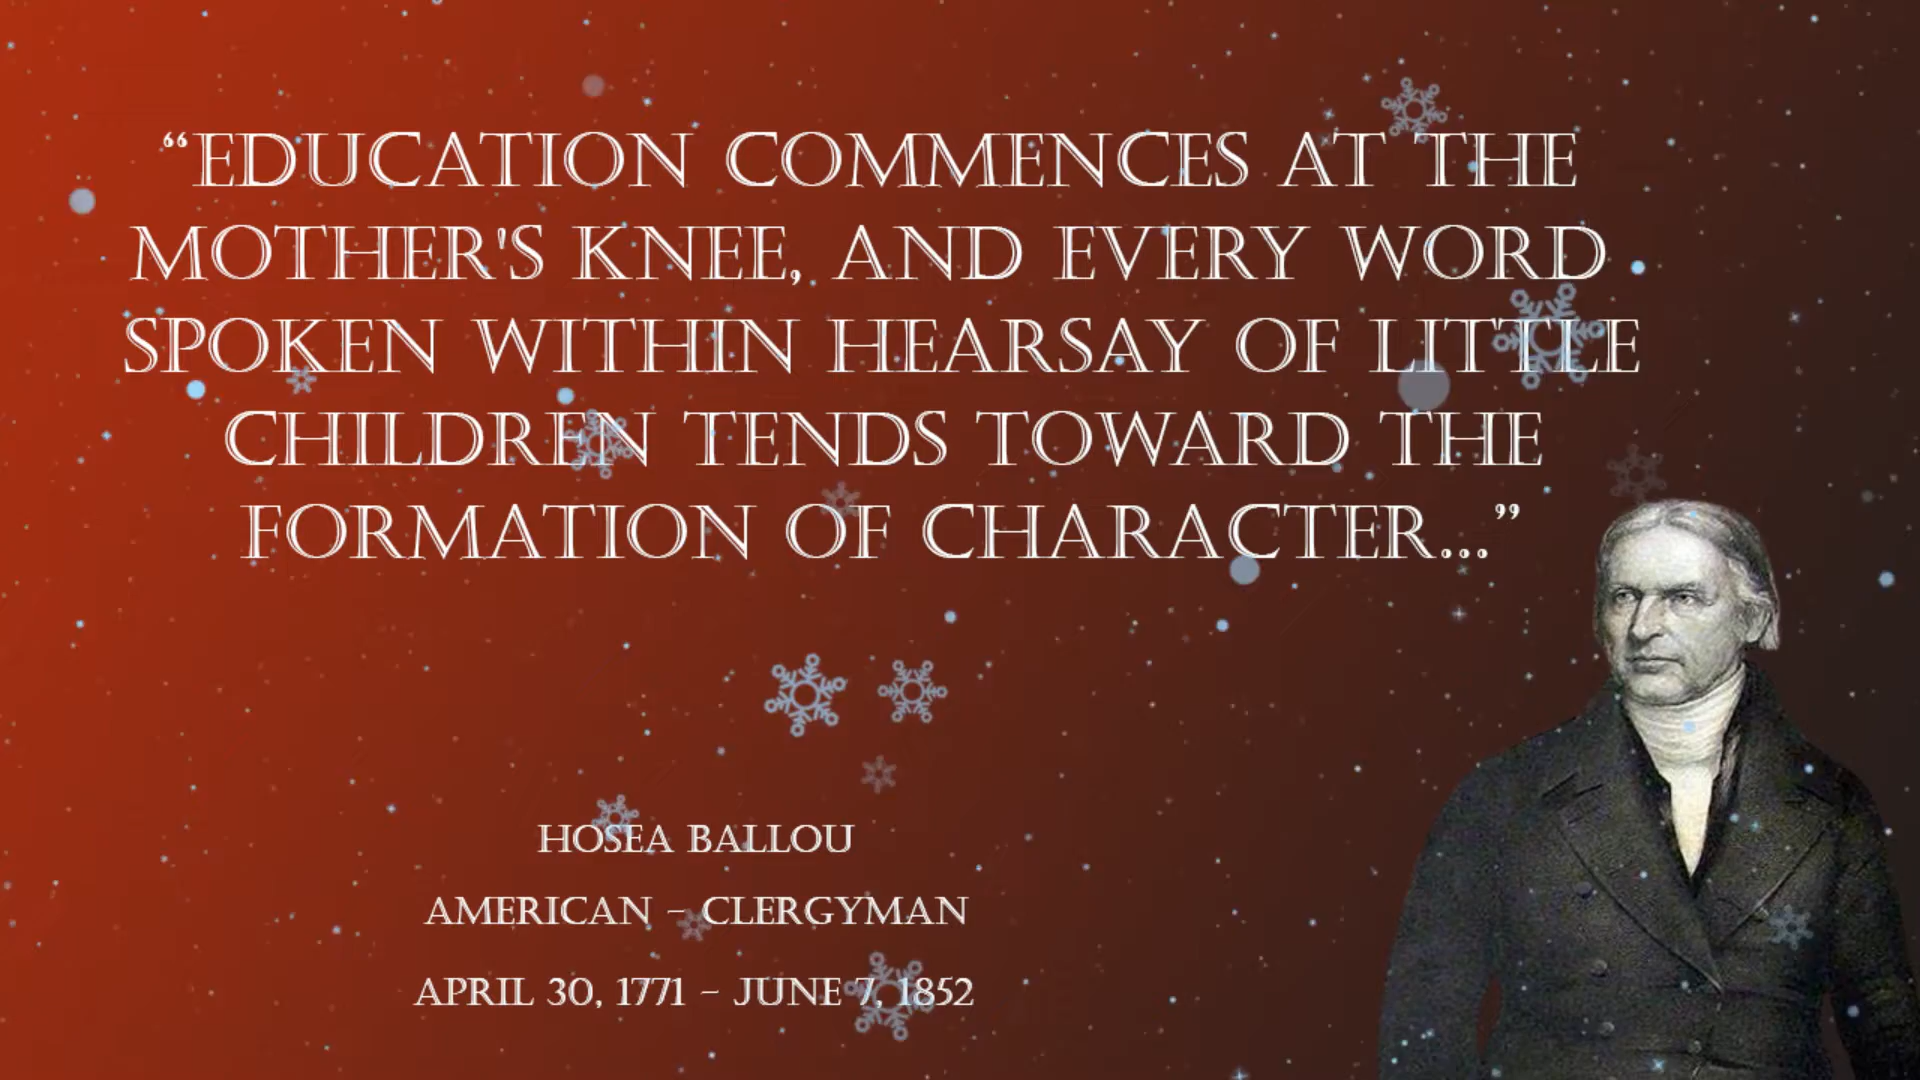 “EDUCATION COMMENCES AT THE
MOTHER'S KNEE, AND EVERY WORD
SPOKEN WITHIN HEARSAY OF LITTLE
CHILDREN TENDS TOWARD THE
FORMATION OF CHARACTER...”
HOSEA BALLOU
AMERICAN – CLERGYMAN
APRIL 30, 1771 – JUNE 7, 1852